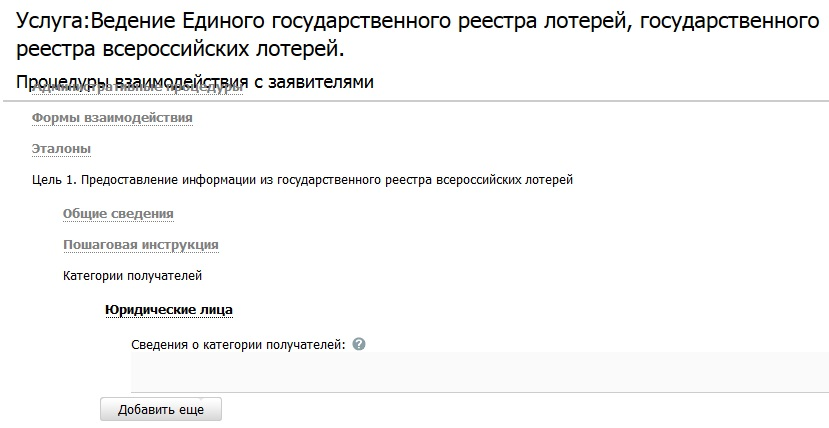 Услуга:Ведение Единого государственного реестра лотерей, государственного
реестра всероссийских лотерей.
Процедуры взаимодействия с заявителями
Административные процедуры
Формы взаимодействия
Эталоны
Цель 1. Предоставление информации из государственного реестра всероссийских лотерей
Общие сведения
Пошаговая инструкция
Категории получателей
Юридические лица
Сведения о категории получателей: ?
Добавить еще